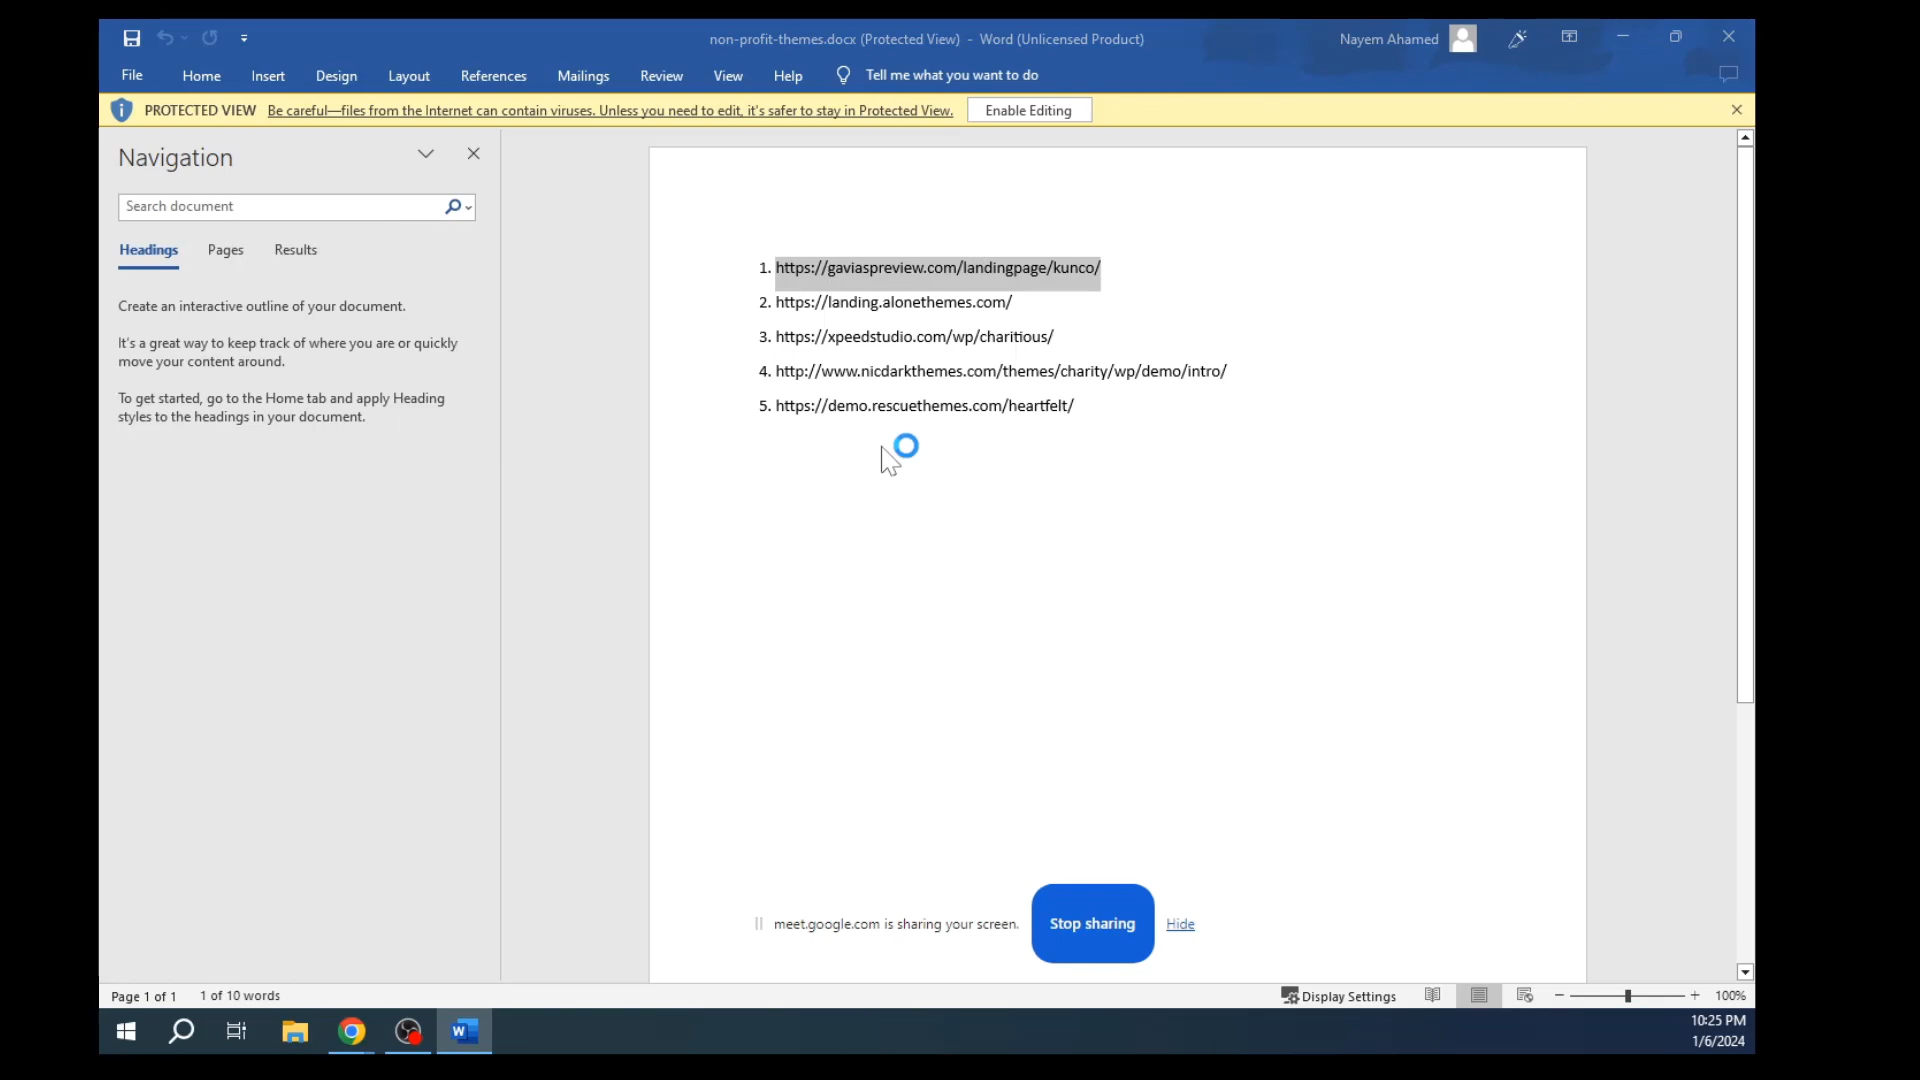 non-profit-themes.docx (Protected View) - Word (Unlicensed Product)
Nayem Ahamed
File Home Insert Design Layout References Mailings Review View Help Tell me what you want to do
PROTECTED VIEW Be careful—files from the Internet can contain viruses. Unless you need to edit, it's safer to stay in Protected View. Enable Editing
Navigation
Search document
Headings Pages Results
Create an interactive outline of your document.
It's a great way to keep track of where you are or quickly
move your content around.
To get started, go to the Home tab and apply Heading
styles to the headings in your document.
1. https://gaviaspreview.com/landingpage/kunco/
2. https://landing.alonethemes.com/
3. https://xpeedstudio.com/wp/charitious/
4. http://www.nicdarkthemes.com/themes/charity/wp/demo/intro/
5. https://demo.rescuethemes.com/heartfelt/
meet.google.com is sharing your screen. Stop sharing Hide
Page 1 of 1 1 of 10 words Display Settings 100%
10:25 PM
1/6/2024